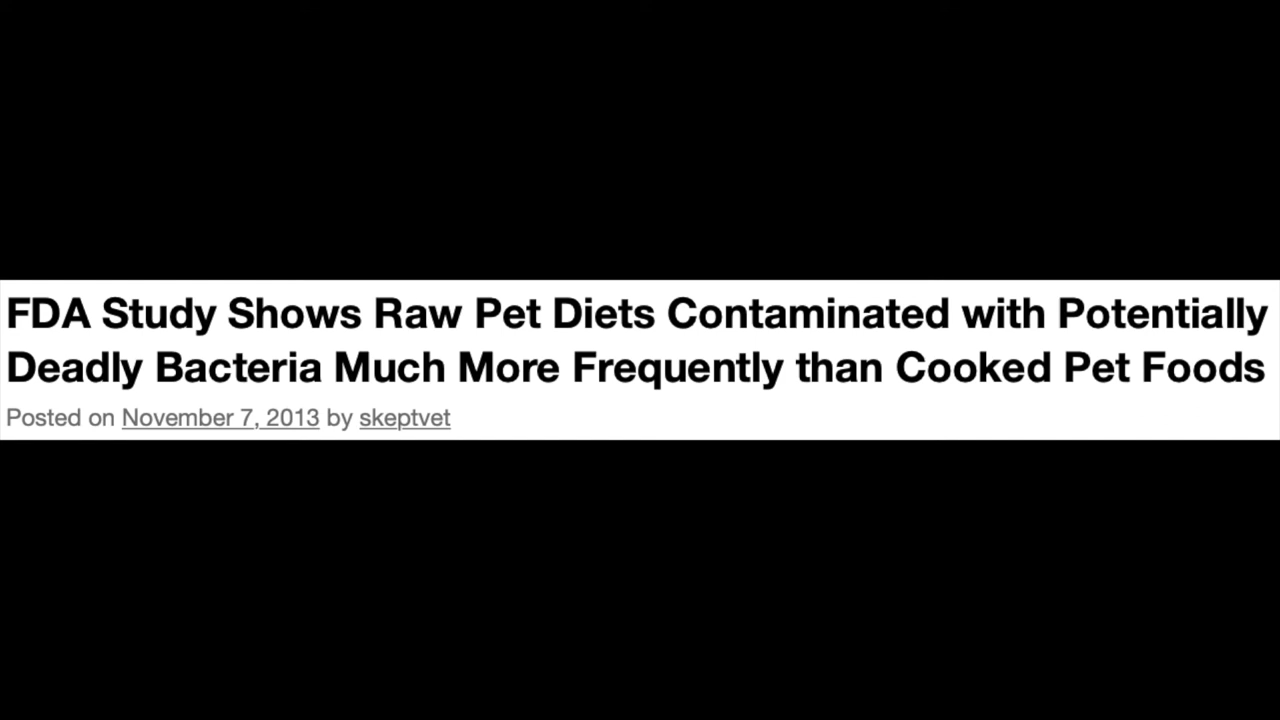 FDA Study Shows Raw Pet Diets Contaminated with Potentially
Deadly Bacteria Much More Frequently than Cooked Pet Foods
Posted on November 7, 2013 by skeptvet